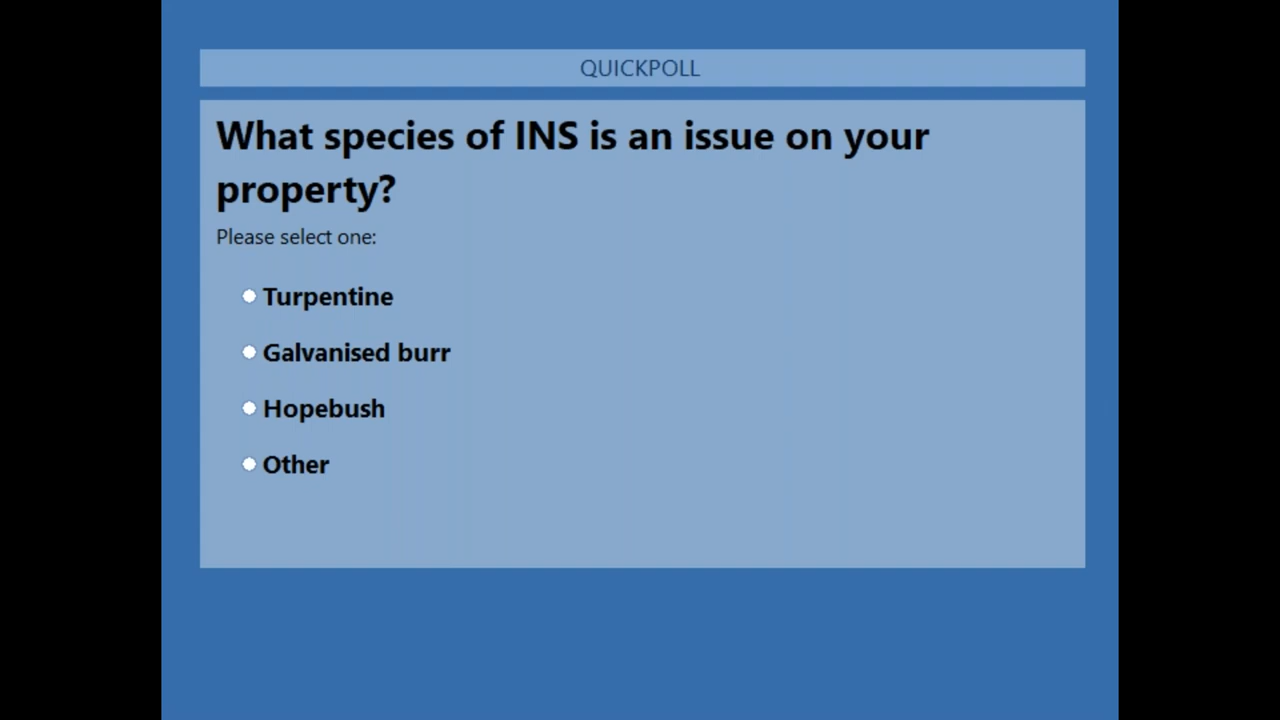 QUICKPOLL
What species of INS is an issue on your
property?
Please select one:
Turpentine
Galvanised burr
Hopebush
Other